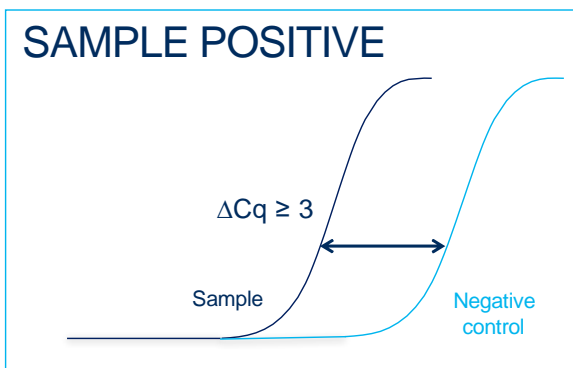 SAMPLE POSITIVE
ΔCq ≥ 3
Sample
Negative
control